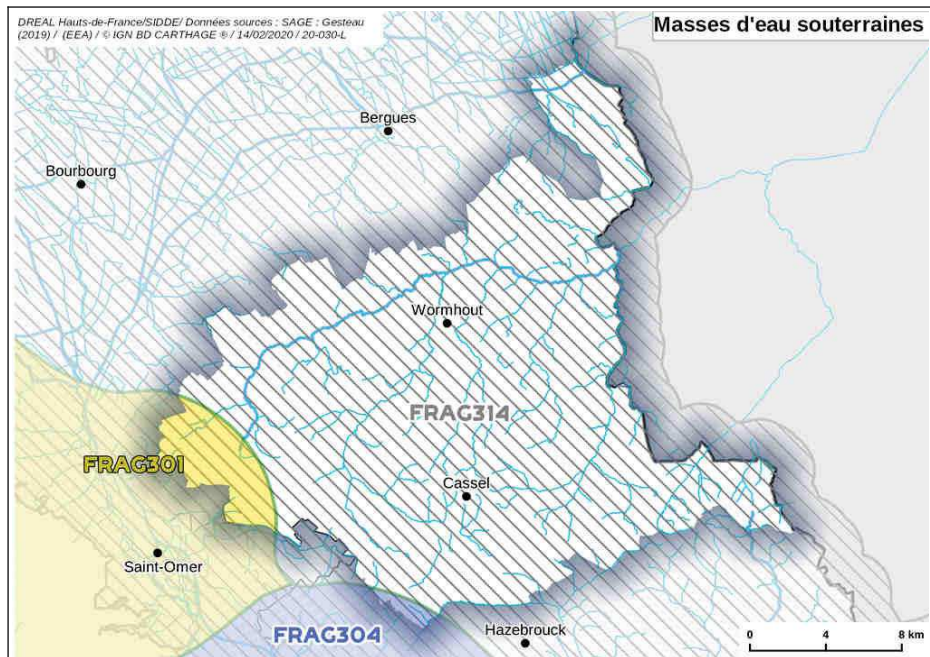 DREAL Hauts-de-France/SIDDE/ Données sources : SAGE : Gesteau
(2019) / (EEA) / © IGN BD CARTHAGE ® / 14/02/2020 / 20-030-L
Masses d'eau souterraines
Bergues
Bourbourg
Wormhout
FRAG314
FRAG301
Cassel
Saint-Omer
FRAG304
Hazebrouck
0 4 8 km